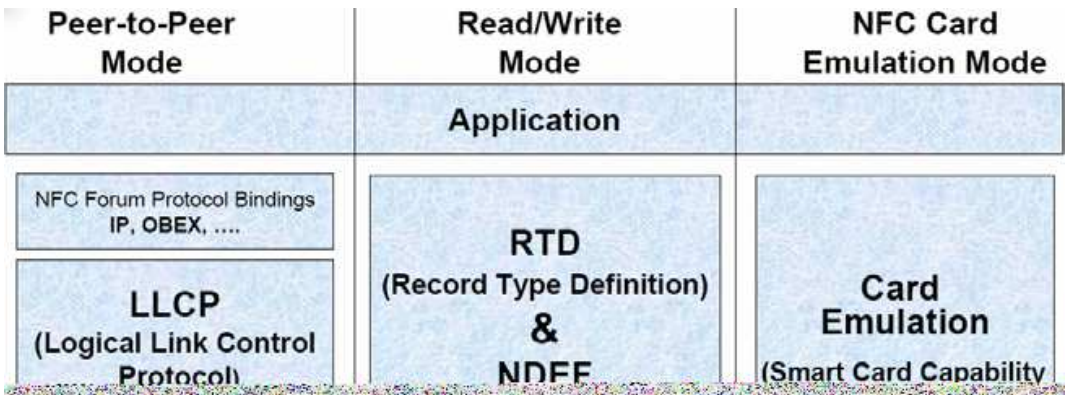 Peer-to-Peer
Mode
Read/Write
Mode
NFC Card
Emulation Mode
Application
NFC Forum Protocol Bindings
IP, OBEX, ....
LLCP
(Logical Link Control
Protocol)
RTD
(Record Type Definition)
&
NDEF
Card
Emulation
(Smart Card Capability